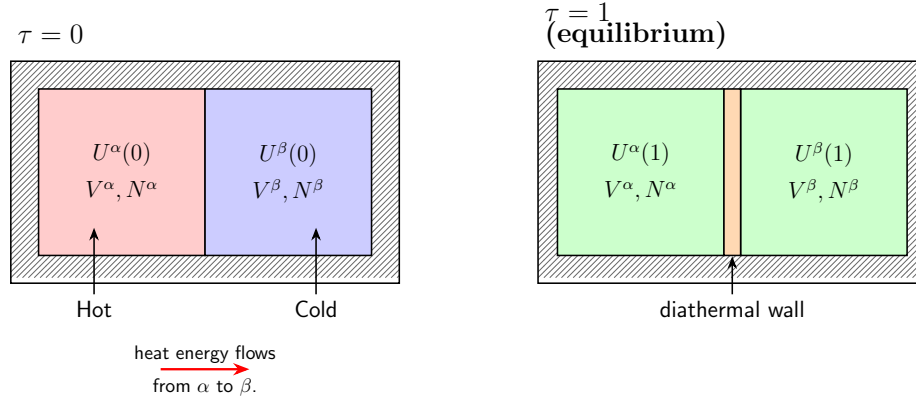 τ = 0
U^α(0)
V^α, N^α
U^β(0)
V^β, N^β
Hot
Cold
heat energy flows
from α to β.
τ = 1
(equilibrium)
U^α(1)
V^α, N^α
U^β(1)
V^β, N^β
diathermal wall